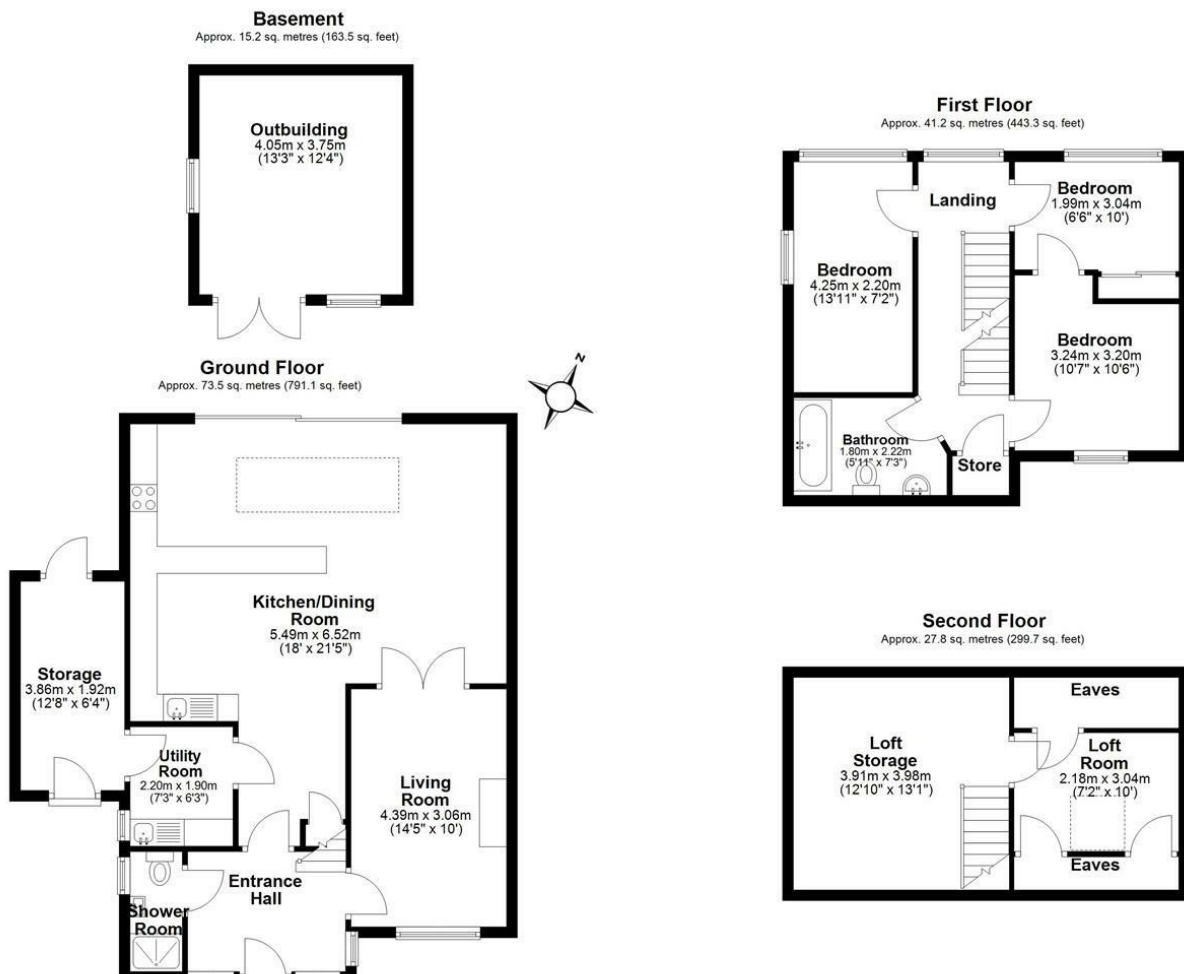 Basement
Approx. 15.2 sq. metres (163.5 sq. feet)
Outbuilding
4.05m x 3.75m
(13'3" x 12'4")
Ground Floor
Approx. 73.5 sq. metres (791.1 sq. feet)
N
Kitchen/Dining
Room
5.49m x 6.52m
(18' x 21'5")
Storage
3.86m x 1.92m
(12'8" x 6'4")
Utility
Room
2.20m x 1.90m
(7'3" x 6'3")
Living
Room
4.39m x 3.06m
(14'5" x 10')
Entrance
Hall
Shower
Room
First Floor
Approx. 41.2 sq. metres (443.3 sq. feet)
Landing
Bedroom
1.99m x 3.04m
(6'6" x 10')
Bedroom
4.25m x 2.20m
(13'11" x 7'2")
Bedroom
3.24m x 3.20m
(10'7" x 10'6")
Bathroom
1.80m x 2.22m
(5'11" x 7'3")
Store
Second Floor
Approx. 27.8 sq. metres (299.7 sq. feet)
Eaves
Loft
Storage
3.91m x 3.98m
(12'10" x 13'1")
Loft
Room
2.18m x 3.04m
(7'2" x 10')
Eaves